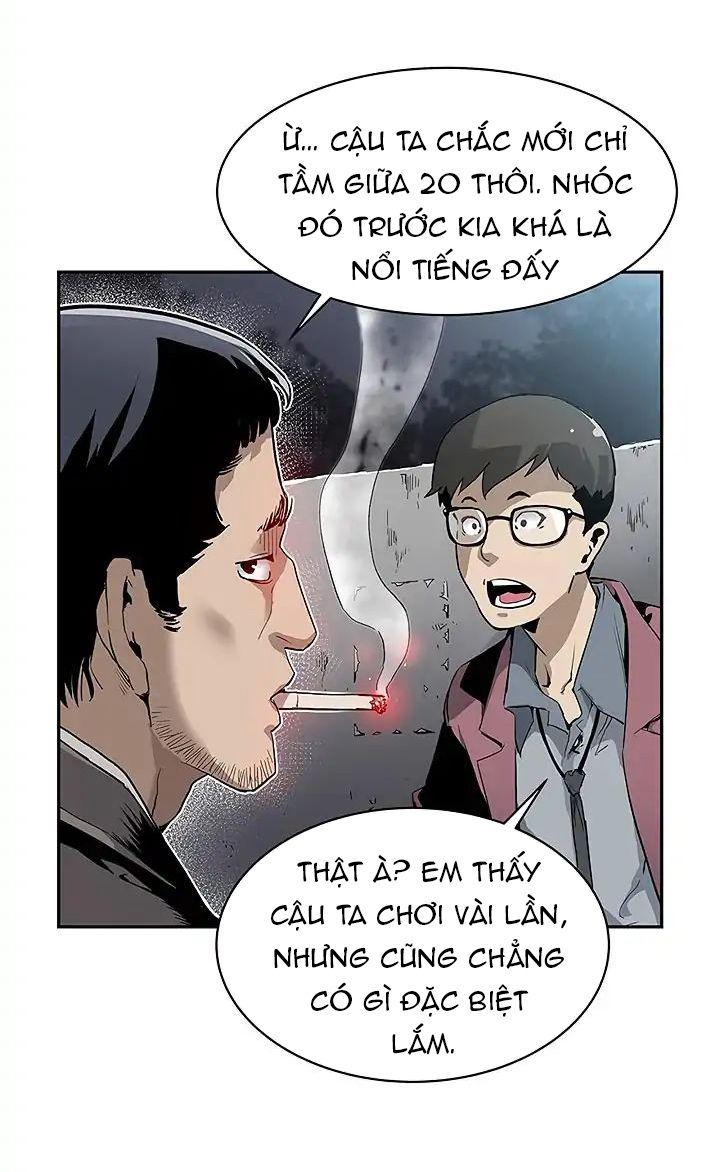 Ừ... CẬU TA CHẮC MỚI CHỈ
TẦM GIỮA 20 THÔI. NHÓC
ĐÓ TRƯỚC KIA KHÁ LÀ
NỔI TIẾNG ĐẤY
THẬT À? EM THẤY
CẬU TA CHƠI VÀI LẦN,
NHƯNG CŨNG CHẲNG
CÓ GÌ ĐẶC BIỆT
LẮM.